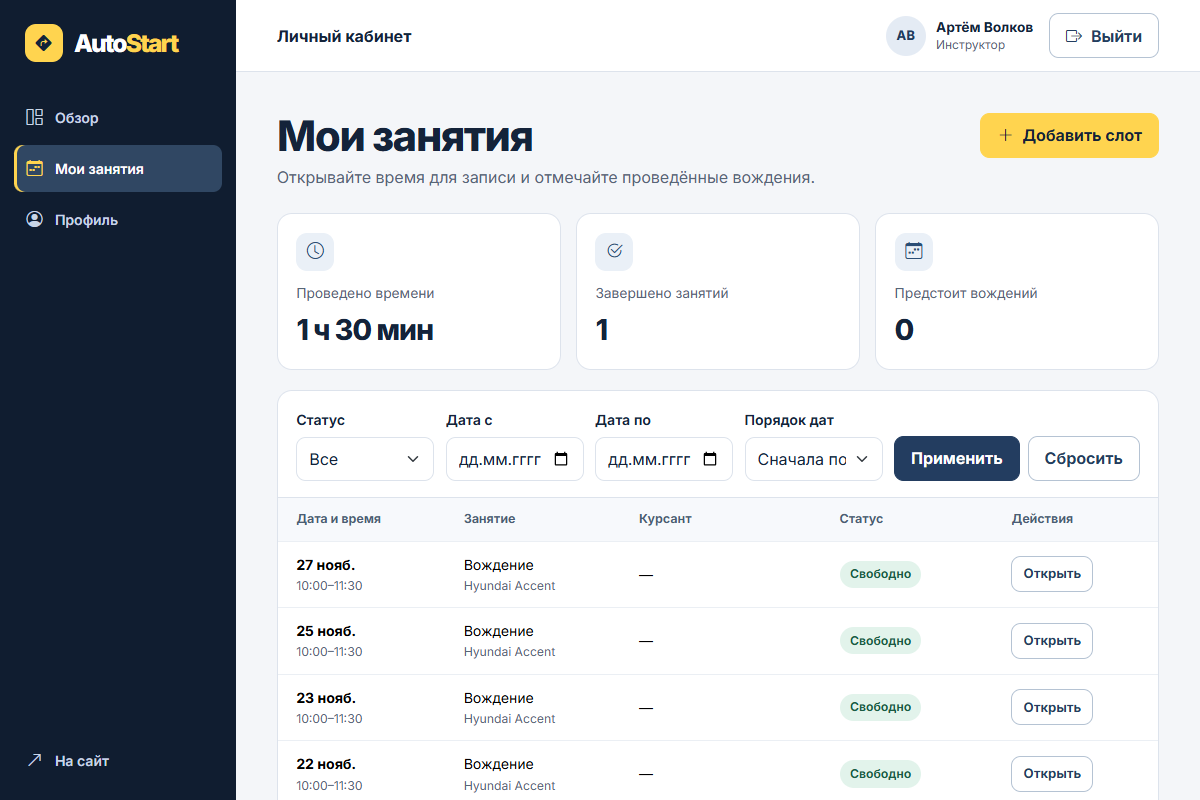 AutoStart
Обзор
Мои занятия
Профиль
На сайт
Личный кабинет
АВ
Артём Волков
Инструктор
Выйти
Мои занятия
Открывайте время для записи и отмечайте проведённые вождения.
+ Добавить слот
Проведено времени
1 ч 30 мин
Завершено занятий
1
Предстоит вождений
0
Статус
Дата с
Дата по
Порядок дат
Все
дд.мм.гггг
дд.мм.гггг
Сначала по
Применить
Сбросить
Дата и время
Занятие
Курсант
Статус
Действия
27 нояб.
10:00–11:30
Вождение
Hyundai Accent
—
Свободно
Открыть
25 нояб.
10:00–11:30
Вождение
Hyundai Accent
—
Свободно
Открыть
23 нояб.
10:00–11:30
Вождение
Hyundai Accent
—
Свободно
Открыть
22 нояб.
10:00–11:30
Вождение
Hyundai Accent
—
Свободно
Открыть